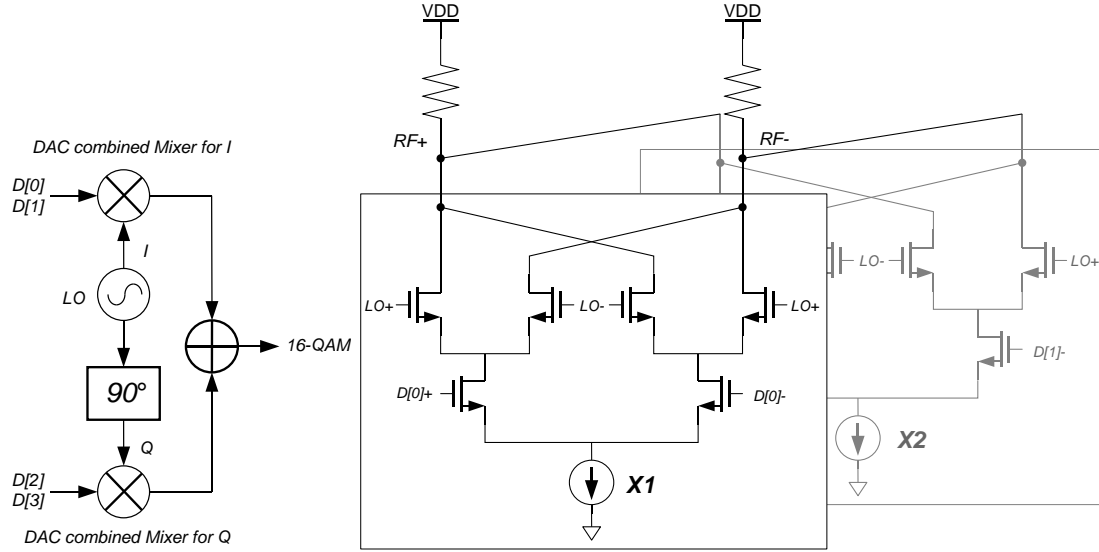 DAC combined Mixer for I
D[0]
D[1]
I
LO
90°
Q
16-QAM
D[2]
D[3]
DAC combined Mixer for Q
VDD
VDD
RF+
RF-
LO+
LO-
LO+
D[0]+
D[0]-
X1
LO-
LO+
D[1]-
X2